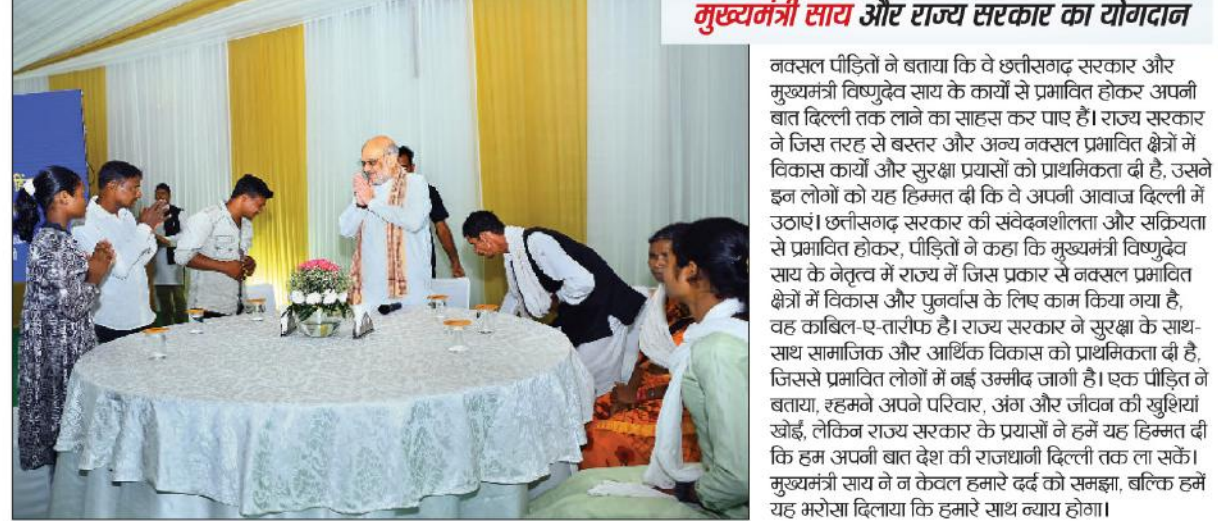 मुख्यमंत्री साय और राज्य सरकार का योगदान
नक्सल पीड़ितों ने बताया कि वे छत्तीसगढ़ सरकार और
मुख्यमंत्री विष्णुदेव साय के कार्यों से प्रभावित होकर अपनी
बात दिल्ली तक लाने का साहस कर पाए हैं। राज्य सरकार
ने जिस तरह से बस्तर और अन्य नक्सल प्रभावित क्षेत्रों में
विकास कार्यों और सुरक्षा प्रयासों को प्राथमिकता दी है, उसने
इन लोगों को यह हिम्मत दी कि वे अपनी आवाज दिल्ली में
उठाएं। छत्तीसगढ़ सरकार की संवेदनशीलता और सक्रियता
से प्रभावित होकर, पीड़ितों ने कहा कि मुख्यमंत्री विष्णुदेव
साय के नेतृत्व में राज्य में जिस प्रकार से नक्सल प्रभावित
क्षेत्रों में विकास और पुनर्वास के लिए काम किया गया है,
वह काबिल-ए-तारीफ है। राज्य सरकार ने सुरक्षा के साथ-
साथ सामाजिक और आर्थिक विकास को प्राथमिकता दी है,
जिससे प्रभावित लोगों में नई उम्मीद जागी है। एक पीड़ित ने
बताया, श्हमने अपने परिवार, अंग और जीवन की खुशियां
खोईं, लेकिन राज्य सरकार के प्रयासों ने हमें यह हिम्मत दी
कि हम अपनी बात देश की राजधानी दिल्ली तक ला सकें।
मुख्यमंत्री साय ने न केवल हमारे दर्द को समझा, बल्कि हमें
यह भरोसा दिलाया कि हमारे साथ न्याय होगा।